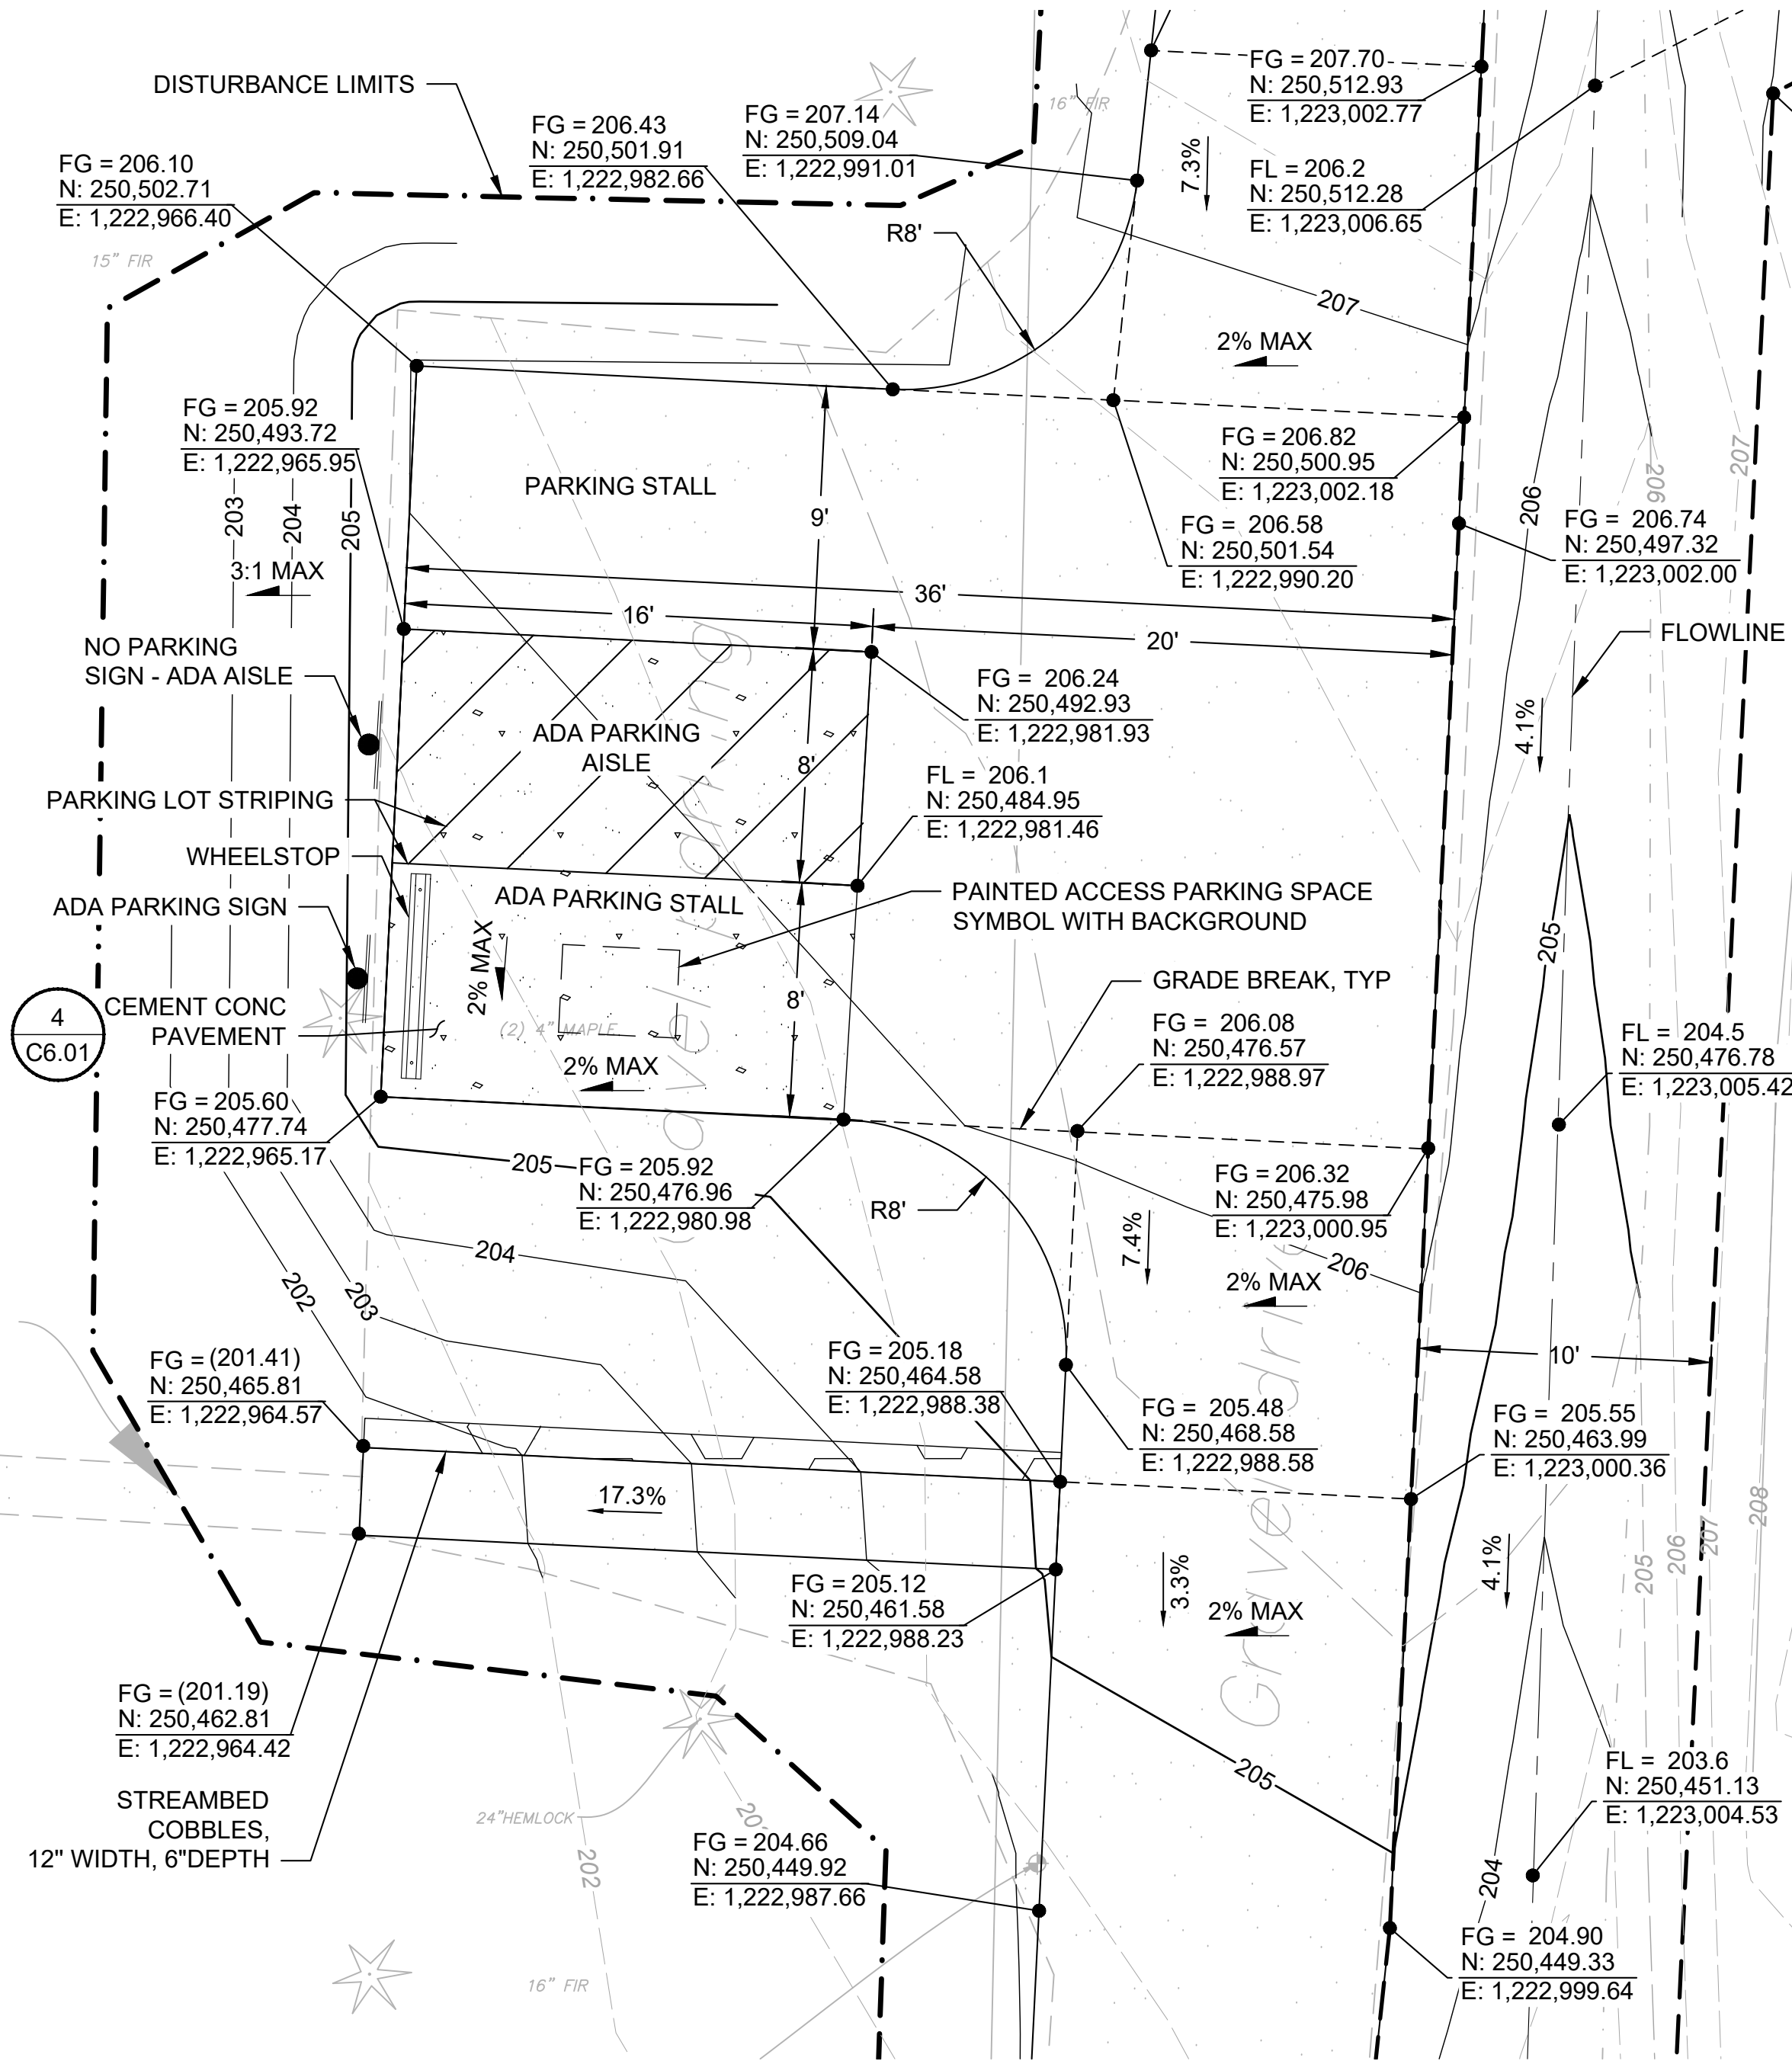 DISTURBANCE LIMITS
FG = 206.10
N: 250,502.71
E: 1,222,966.40
FG = 206.43
N: 250,501.91
E: 1,222,982.66
FG = 207.14
N: 250,509.04
E: 1,222,991.01
16" FIR
7.3%
FG = 207.70
N: 250,512.93
E: 1,223,002.77
FL = 206.2
N: 250,512.28
E: 1,223,006.65
15" FIR
R8'
207
2% MAX
FG = 205.92
N: 250,493.72
E: 1,222,965.95
203
204
205
3:1 MAX
PARKING STALL
9'
FG = 206.82
N: 250,500.95
E: 1,223,002.18
FG = 206.58
N: 250,501.54
E: 1,222,990.20
206
206
207
FG = 206.74
N: 250,497.32
E: 1,223,002.00
36'
16'
20'
FLOWLINE
NO PARKING
SIGN - ADA AISLE
FG = 206.24
N: 250,492.93
E: 1,222,981.93
4.1%
ADA PARKING
AISLE
8'
PARKING LOT STRIPING
FL = 206.1
N: 250,484.95
E: 1,222,981.46
WHEELSTOP
ADA PARKING SIGN
ADA PARKING STALL
PAINTED ACCESS PARKING SPACE
SYMBOL WITH BACKGROUND
205
2% MAX
8'
GRADE BREAK, TYP
4
C6.01
CEMENT CONC
PAVEMENT
(2) 4" MAPLE
2% MAX
FG = 206.08
N: 250,476.57
E: 1,222,988.97
FL = 204.5
N: 250,476.78
E: 1,223,005.42
FG = 205.60
N: 250,477.74
E: 1,222,965.17
205
FG = 205.92
N: 250,476.96
E: 1,222,980.98
R8'
7.4%
FG = 206.32
N: 250,475.98
E: 1,223,000.95
206
2% MAX
204
202
203
10'
FG = (201.41)
N: 250,465.81
E: 1,222,964.57
FG = 205.18
N: 250,464.58
E: 1,222,988.38
FG = 205.48
N: 250,468.58
E: 1,222,988.58
FG = 205.55
N: 250,463.99
E: 1,223,000.36
17.3%
205
206
207
208
4.1%
FG = 205.12
N: 250,461.58
E: 1,222,988.23
3.3%
2% MAX
FG = (201.19)
N: 250,462.81
E: 1,222,964.42
205
FL = 203.6
N: 250,451.13
E: 1,223,004.53
STREAMBED
COBBLES,
12" WIDTH, 6"DEPTH
24"HEMLOCK
202
FG = 204.66
N: 250,449.92
E: 1,222,987.66
204
FG = 204.90
N: 250,449.33
E: 1,222,999.64
16" FIR